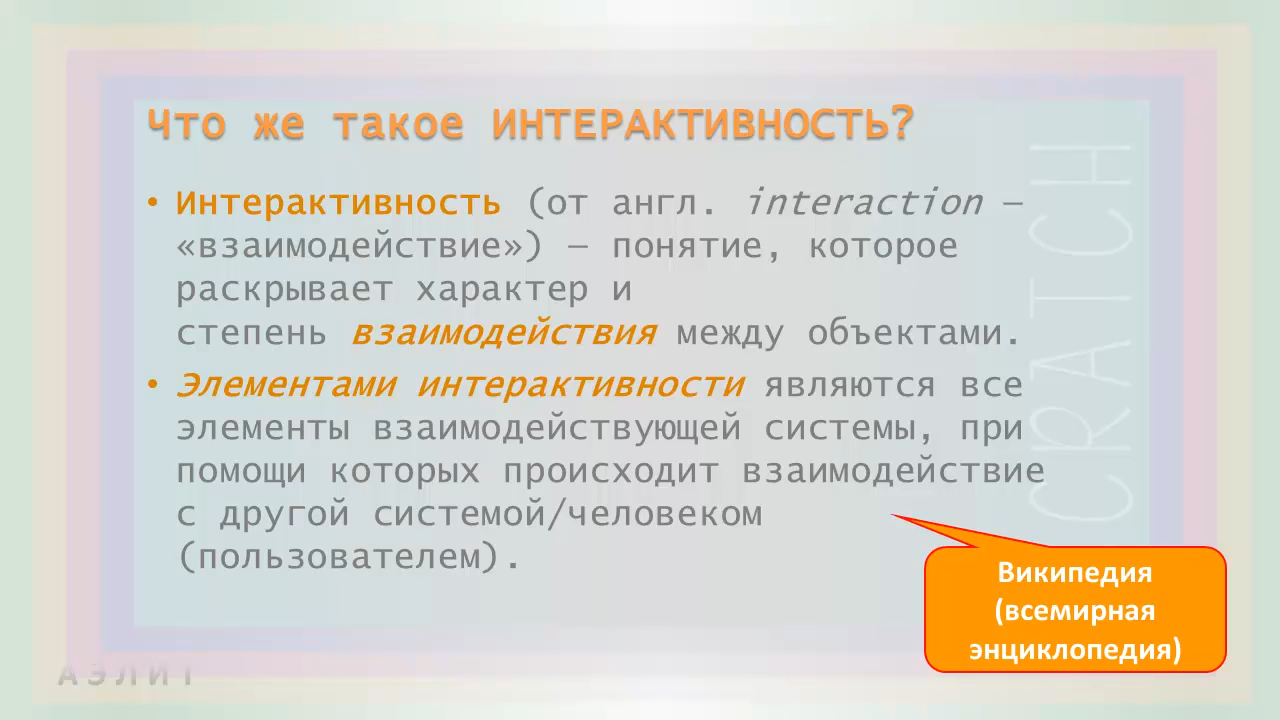 Что же такое ИНТЕРАКТИВНОСТЬ?
• Интерактивность (от англ. interaction —
«взаимодействие») — понятие, которое
раскрывает характер и
степень взаимодействия между объектами.
• Элементами интерактивности являются все
элементы взаимодействующей системы, при
помощи которых происходит взаимодействие
с другой системой/человеком
(пользователем).
Википедия
(всемирная
энциклопедия)
CRATCH